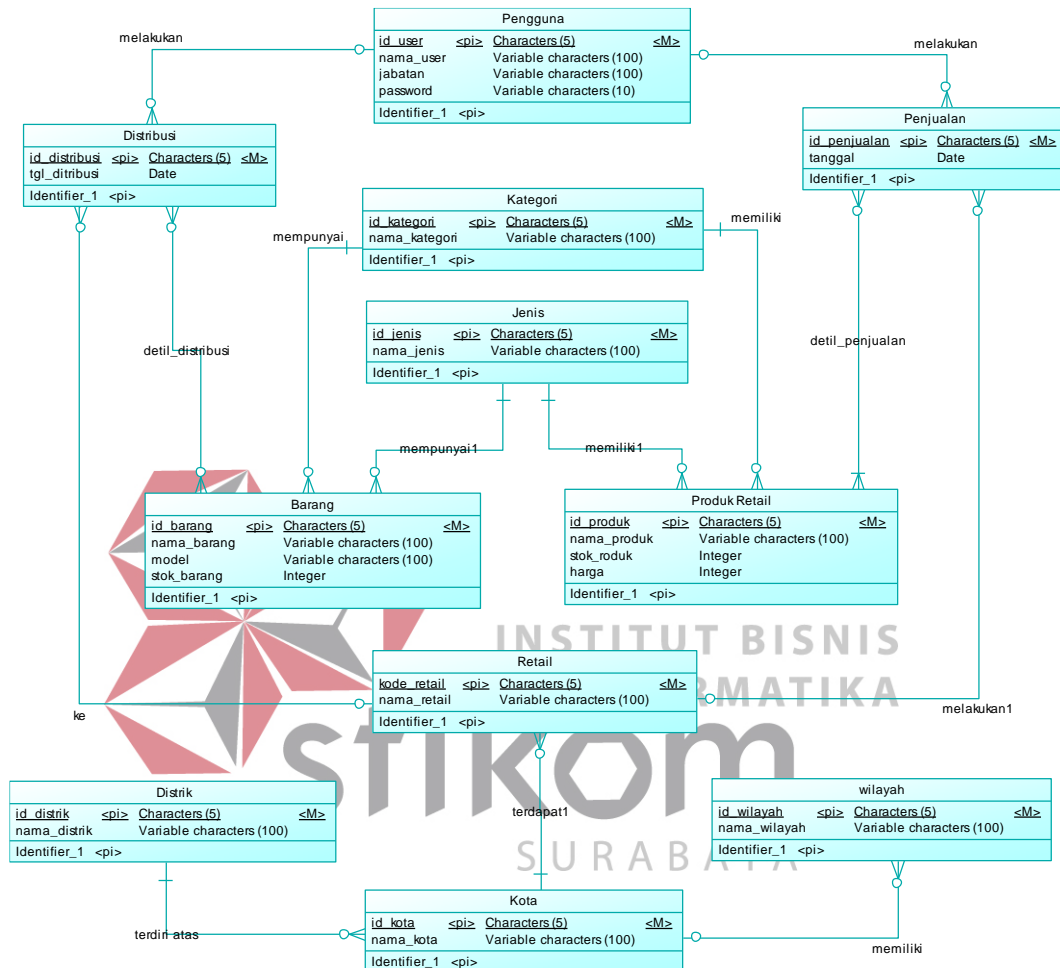 Pengguna
id_user <pi> Characters (5) <M>
nama_user Variable characters (100)
jabatan Variable characters (100)
password Variable characters (10)
Identifier_1 <pi>
melakukan
melakukan
Distribusi
id_distribusi <pi> Characters (5) <M>
tgl_ditribusi Date
Identifier_1 <pi>
Penjualan
id_penjualan <pi> Characters (5) <M>
tanggal Date
Identifier_1 <pi>
Kategori
id_kategori <pi> Characters (5) <M>
nama_kategori Variable characters (100)
Identifier_1 <pi>
mempunyai
memiliki
Jenis
id_jenis <pi> Characters (5) <M>
nama_jenis Variable characters (100)
Identifier_1 <pi>
detil_distribusi
detil_penjualan
mempunyai1
memiliki1
Barang
id_barang <pi> Characters (5) <M>
nama_barang Variable characters (100)
model Variable characters (100)
stok_barang Integer
Identifier_1 <pi>
Produk Retail
id_produk <pi> Characters (5) <M>
nama_produk Variable characters (100)
stok_roduk Integer
harga Integer
Identifier_1 <pi>
INSTITUT BISNIS
Retail
kode_retail <pi> Characters (5) <M>
nama_retail Variable characters (100)
Identifier_1 <pi>
RMATIKA
ke
melakukan1
stikom
Distrik
id_distrik <pi> Characters (5) <M>
nama_distrik Variable characters (100)
Identifier_1 <pi>
terdapat1
wilayah
id_wilayah <pi> Characters (5) <M>
nama_wilayah Variable characters (100)
Identifier_1 <pi>
SURABAYA
Kota
id_kota <pi> Characters (5) <M>
nama_kota Variable characters (100)
Identifier_1 <pi>
terdiri atas
memiliki